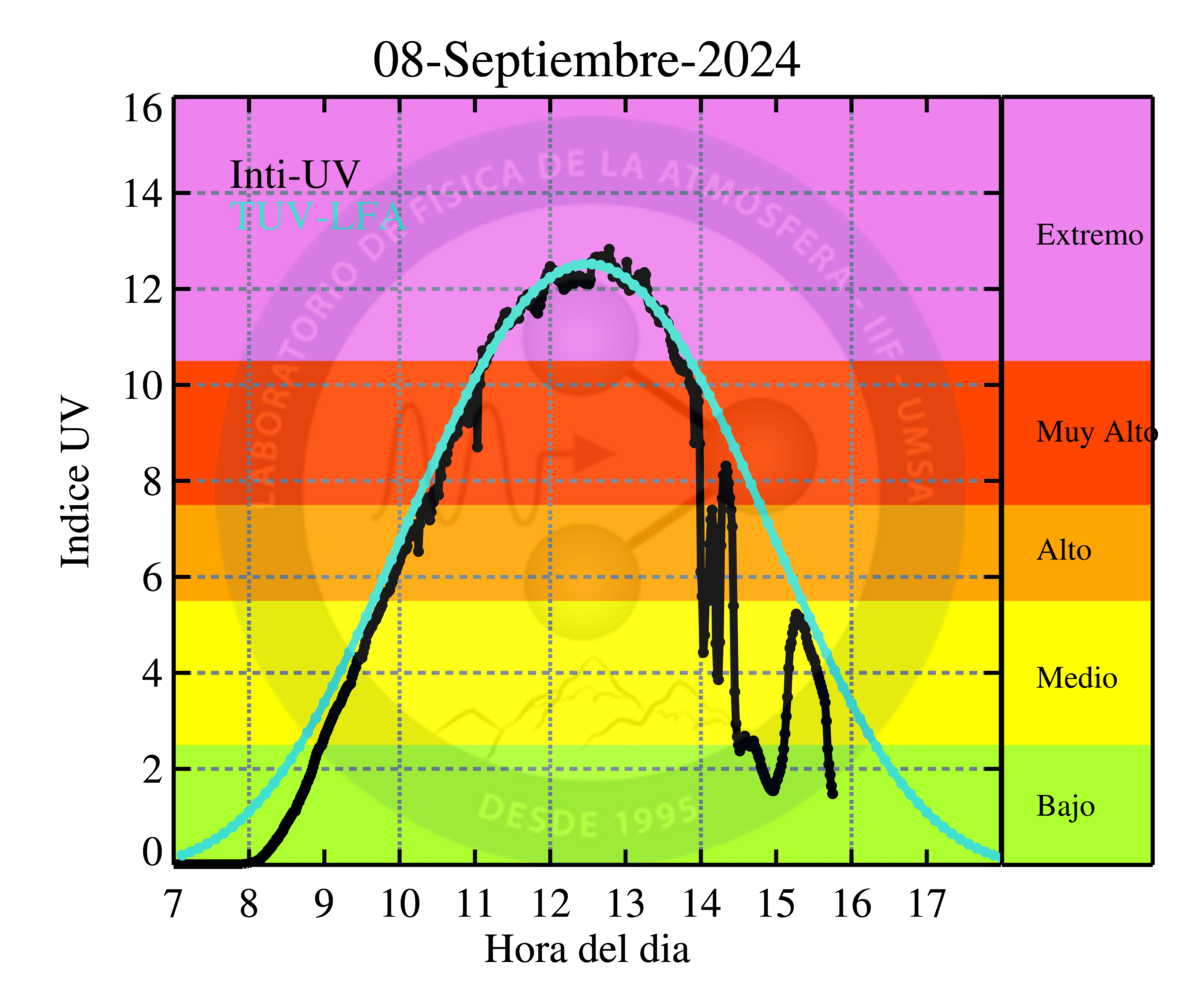 08-Septiembre-2024
Inti-UV
TUV-LFA
LABORATORIO DE FÍSICA DE LA ATMÓSFERA - IIF - UMSA
DESDE 1995
Indice UV
16
14
12
10
8
6
4
2
0
Extremo
Muy Alto
Alto
Medio
Bajo
7 8 9 10 11 12 13 14 15 16 17
Hora del dia